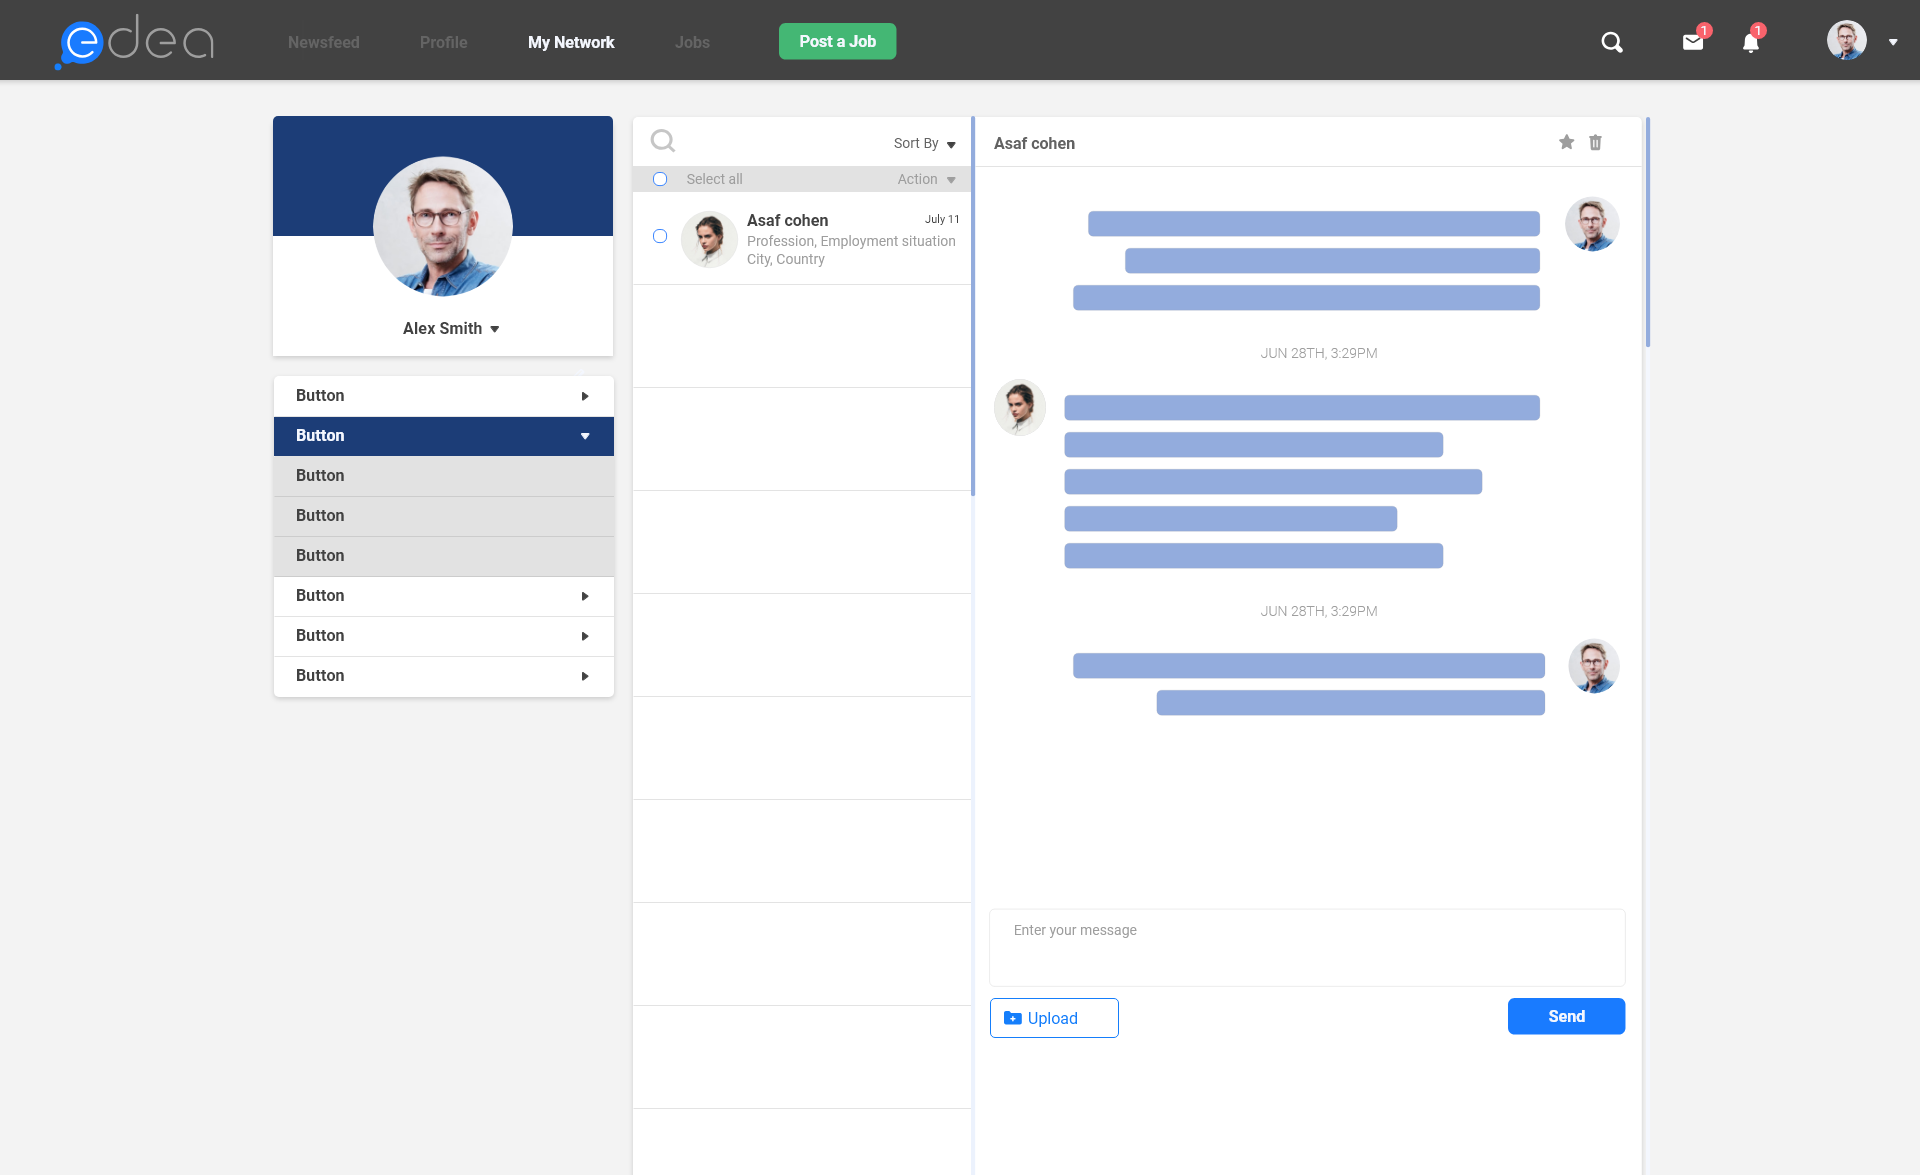 edea
Newsfeed
Profile
My Network
Jobs
Post a Job
1
1
Alex Smith
Button
Button
Button
Button
Button
Button
Button
Button
Sort By
Select all
Action
Asaf cohen
July 11
Profession, Employment situation
City, Country
Asaf cohen
JUN 28TH, 3:29PM
JUN 28TH, 3:29PM
Enter your message
Upload
Send